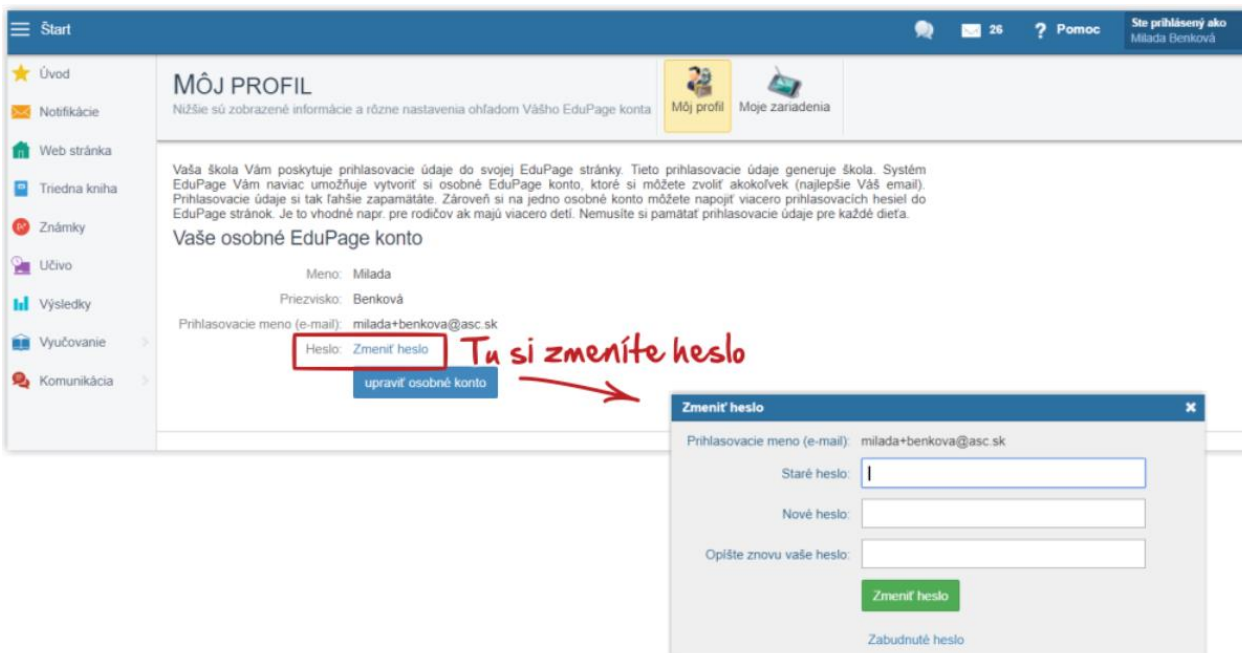 Štart
26
? Pomoc
Ste prihlásený ako
Milada Benková
Úvod
Notifikácie
Web stránka
Triedna kniha
Známky
Učivo
Výsledky
Vyučovanie
Komunikácia
MÔJ PROFIL
Nižšie sú zobrazené informácie a rôzne nastavenia ohľadom Vášho EduPage konta
Môj profil
Moje zariadenia
Vaša škola Vám poskytuje prihlasovacie údaje do svojej EduPage stránky. Tieto prihlasovacie údaje generuje škola. Systém
EduPage Vám naviac umožňuje vytvoriť si osobné EduPage konto, ktoré si môžete zvoliť akokoľvek (najlepšie Váš email).
Prihlasovacie údaje si tak ľahšie zapamätáte. Zároveň si na jedno osobné konto môžete napojiť viacero prihlasovacích hesiel do
EduPage stránok. Je to vhodné napr. pre rodičov ak majú viacero detí. Nemusíte si pamätať prihlasovacie údaje pre každé dieťa.
Vaše osobné EduPage konto
Meno: Milada
Priezvisko: Benková
Prihlasovacie meno (e-mail): milada+benkova@asc.sk
Heslo: Zmeniť heslo
Tu si zmeníte heslo
upraviť osobné konto
Zmeniť heslo
Prihlasovacie meno (e-mail): milada+benkova@asc.sk
Staré heslo:
Nové heslo:
Opíšte znovu vaše heslo:
Zmeniť heslo
Zabudnuté heslo